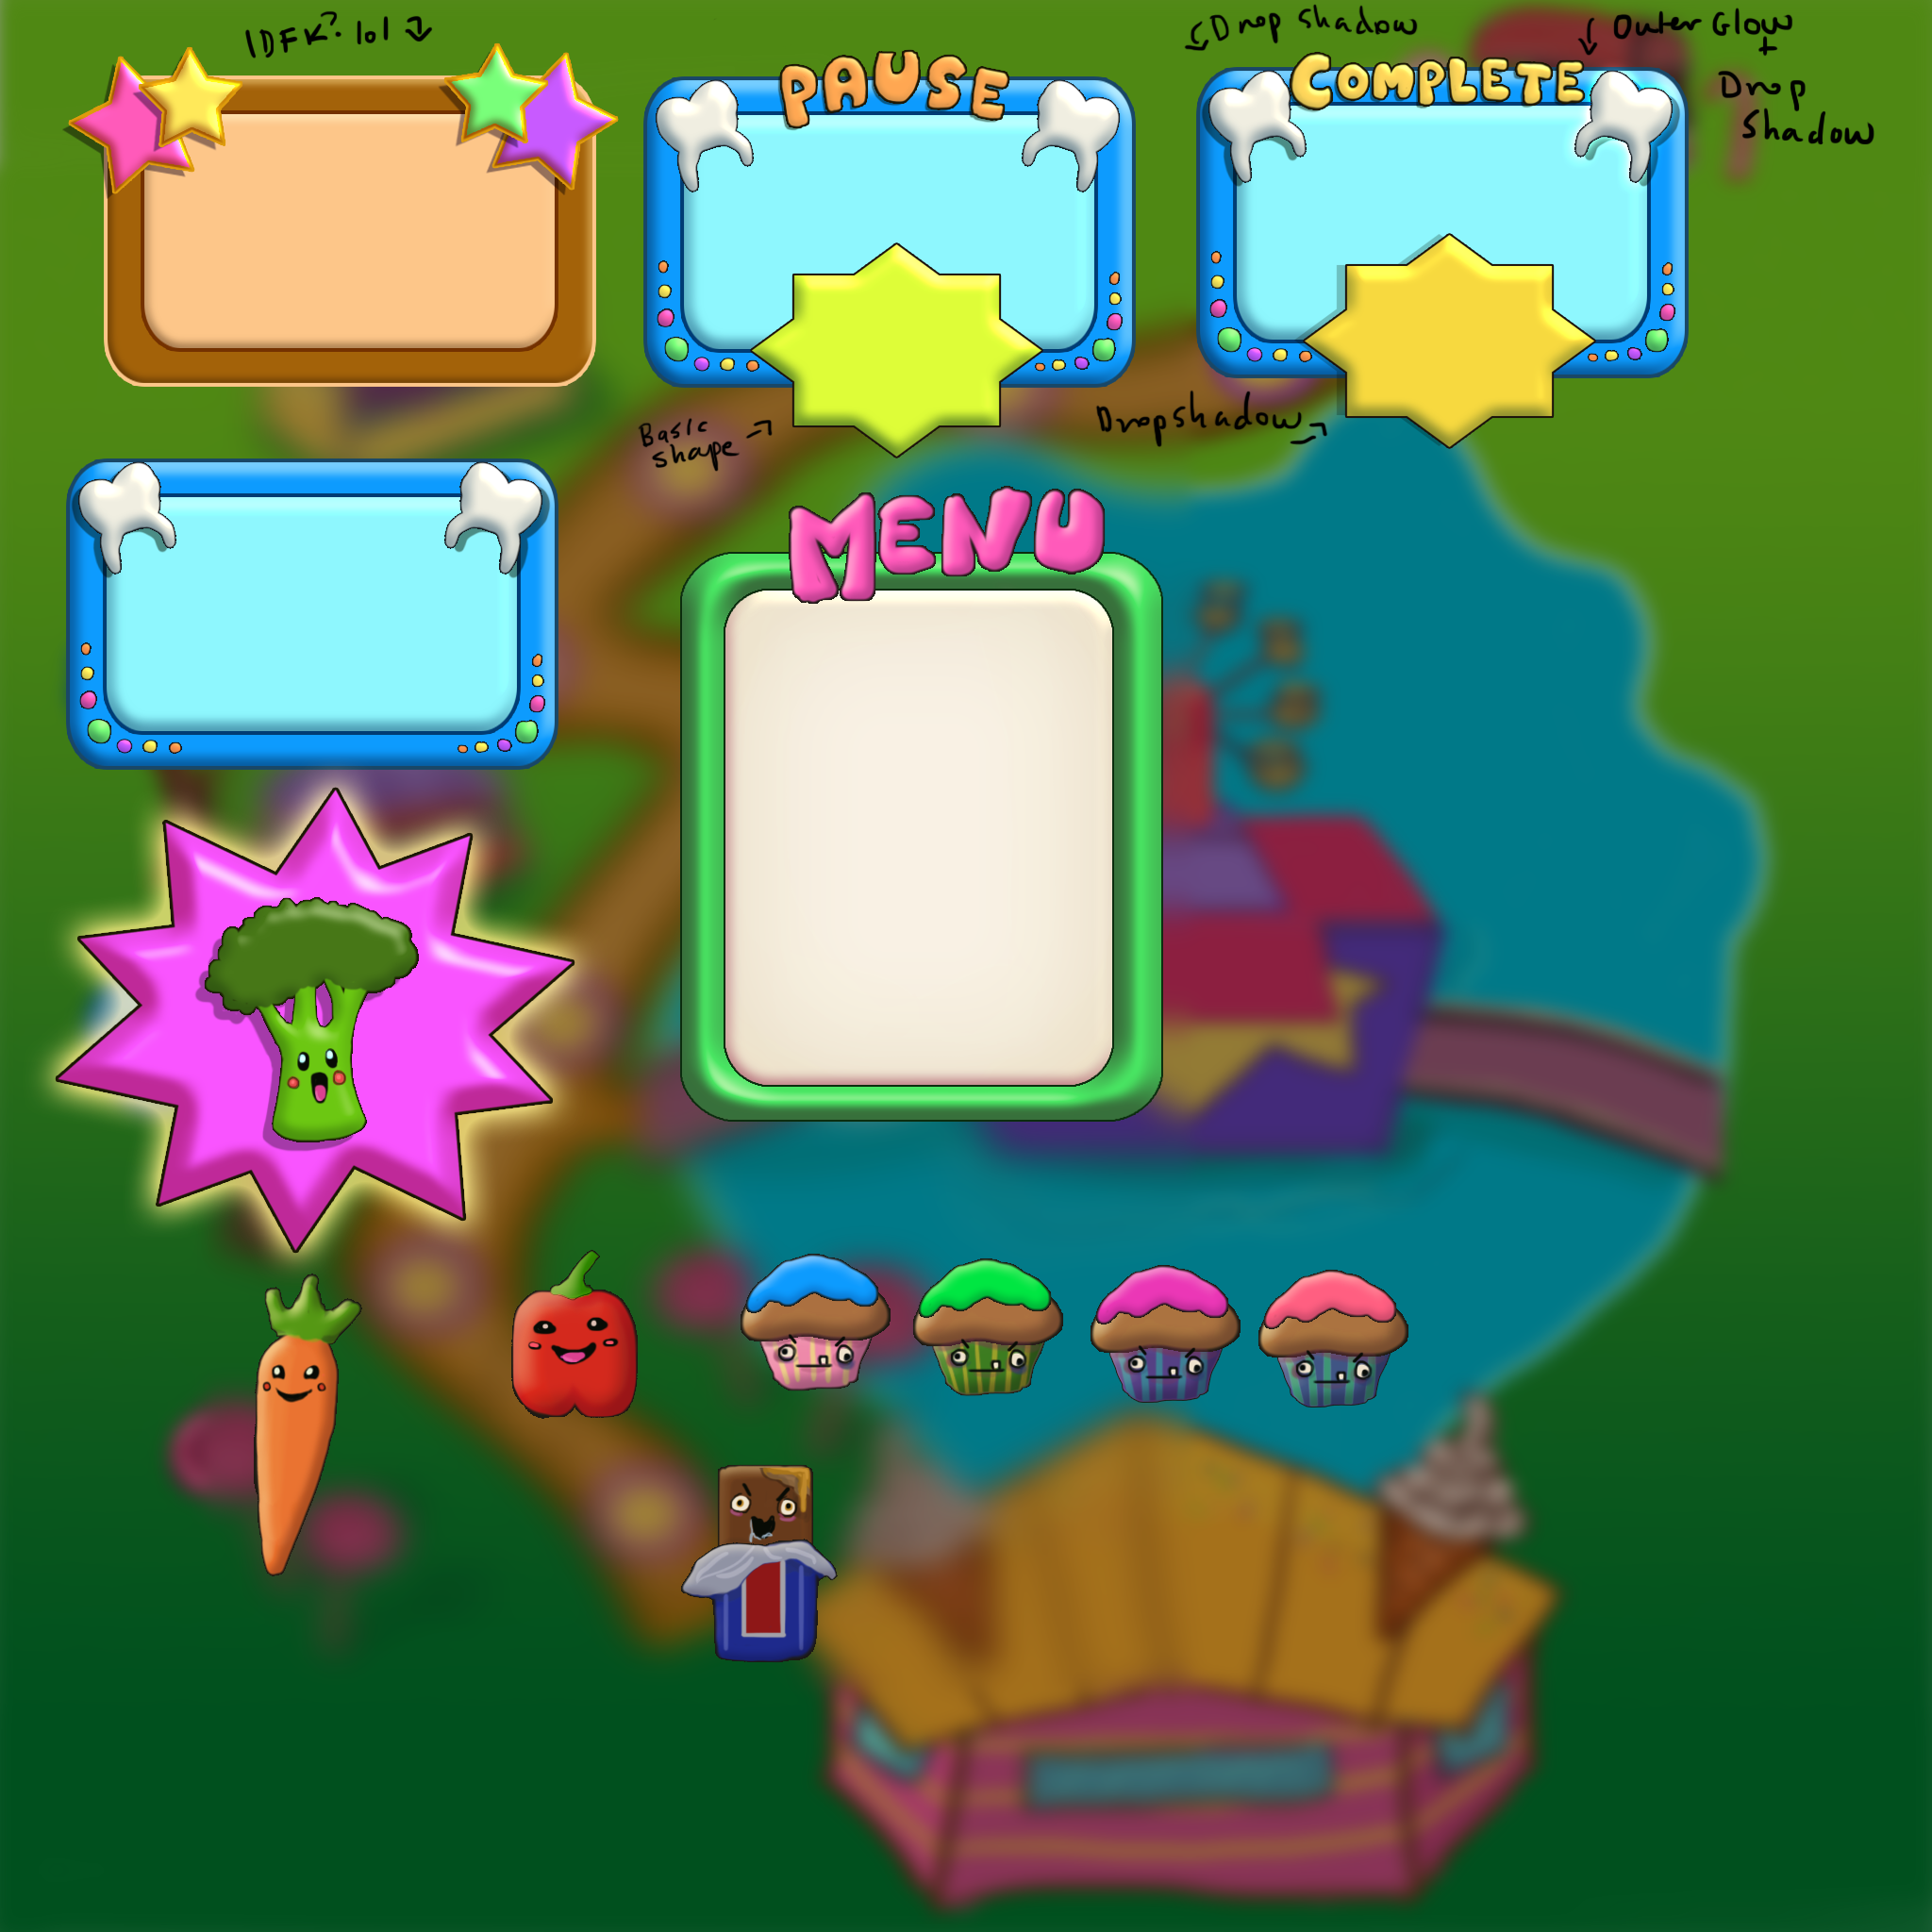 IDFK? lol
PAUSE
Drop shadow
COMPLETE
Outer Glow
+
Drop
Shadow
Basic
shape
Dropshadow
MENU